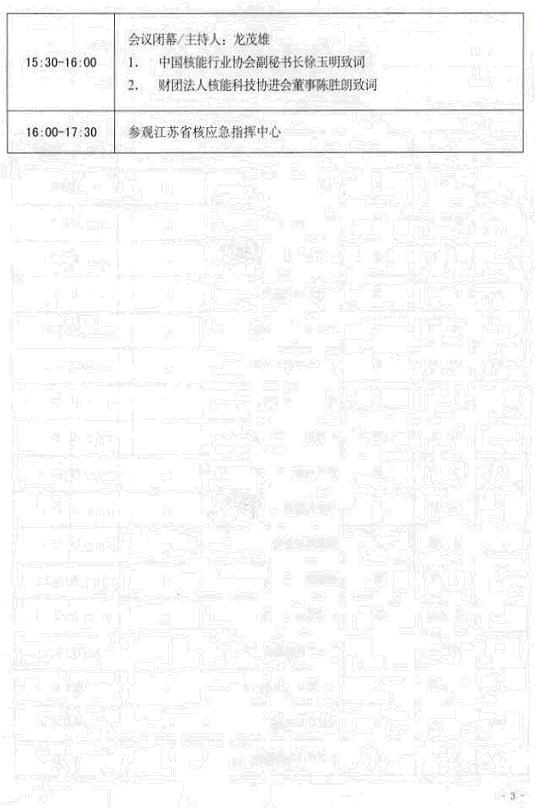 15:30-16:00
会议闭幕/主持人：龙茂雄
1. 中国核能行业协会副秘书长徐玉明致词
2. 财团法人核能科技协进会董事陈胜朗致词
16:00-17:30
参观江苏省核应急指挥中心
- 3 -